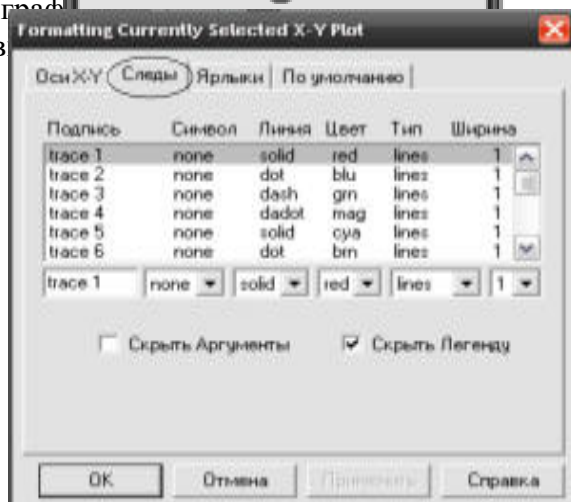 граф
Formatting Currently Selected X-Y Plot
в
Оси X-Y Следы Ярлыки По умолчанию
Подпись Символ Линия Цвет Тип Ширина
trace 1 none solid red lines 1
trace 2 none dot blu lines 1
trace 3 none dash grn lines 1
trace 4 none dadot mag lines 1
trace 5 none solid cya lines 1
trace 6 none dot brn lines 1
trace 1 none solid red lines 1
Скрыть Аргументы Скрыть Легенду
OK Отмена Применить Справка